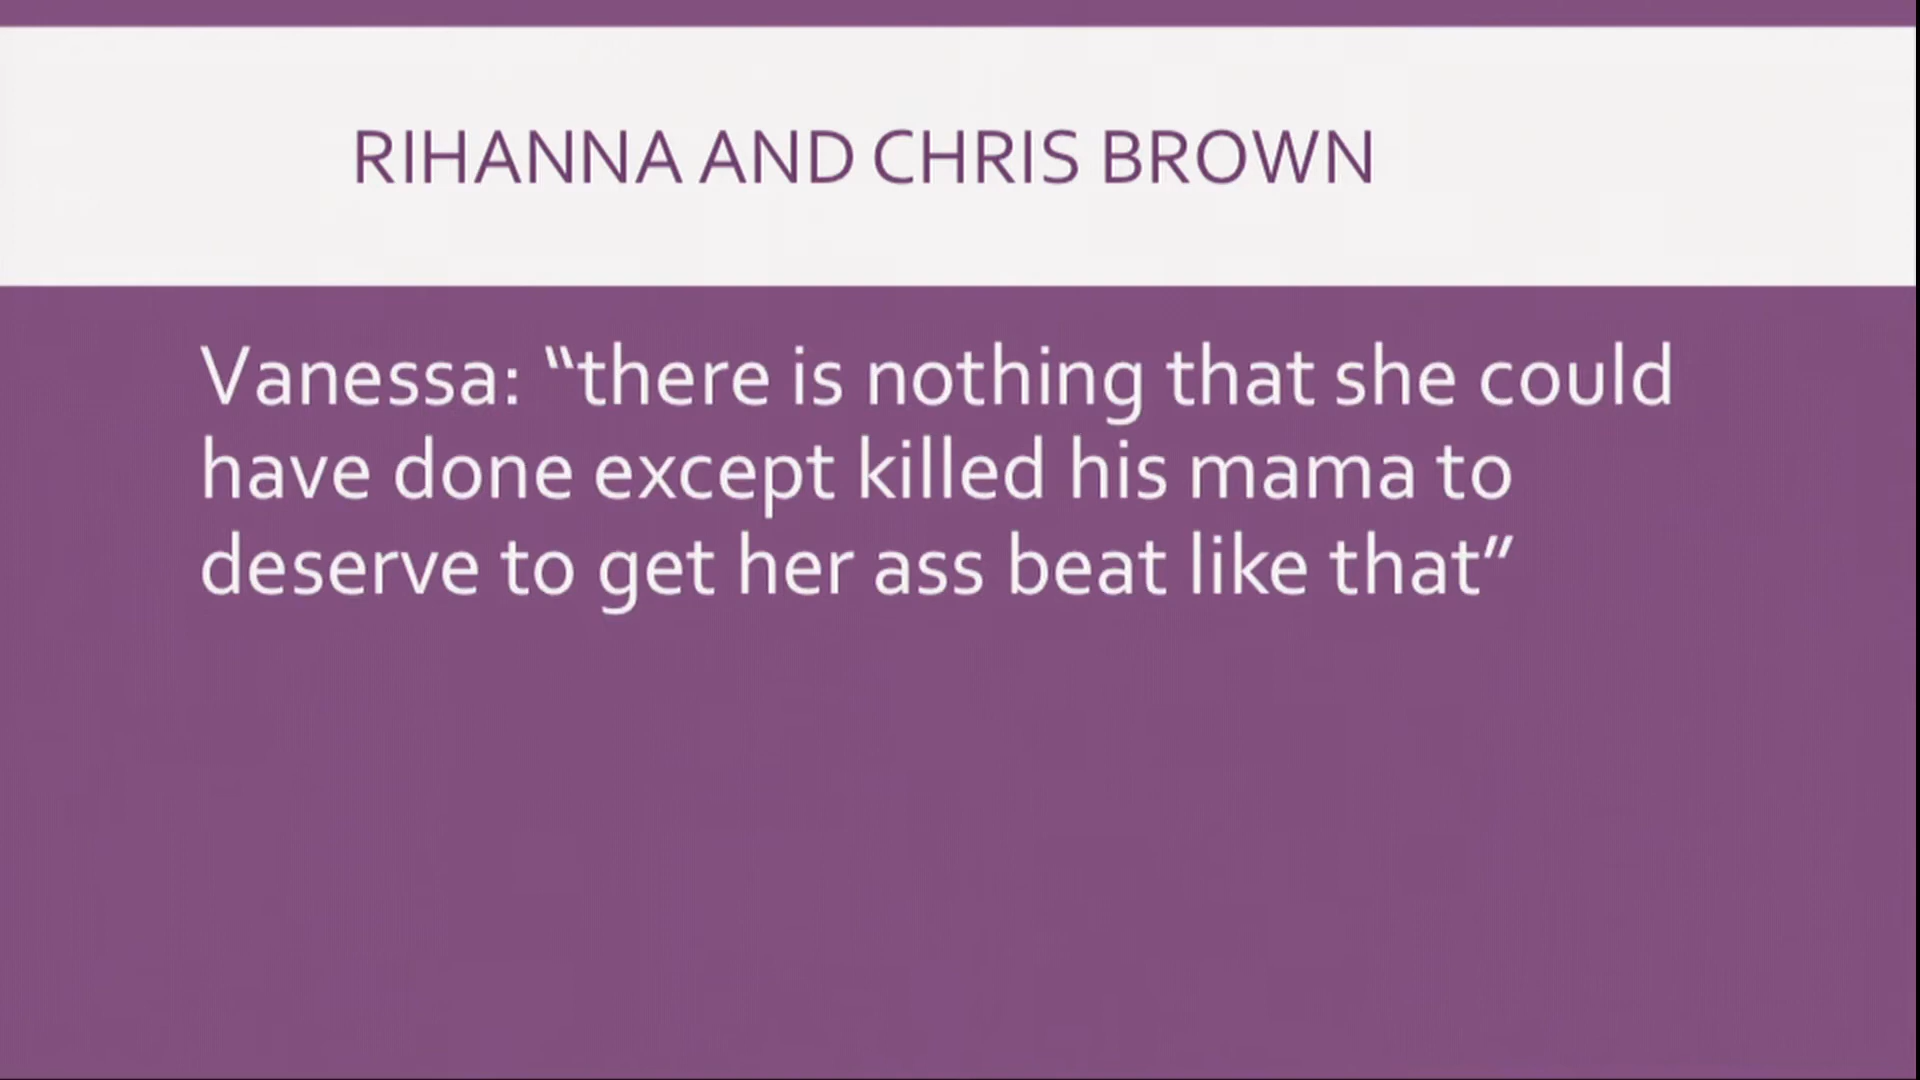 RIHANNA AND CHRIS BROWN
Vanessa: “there is nothing that she could
have done except killed his mama to
deserve to get her ass beat like that”